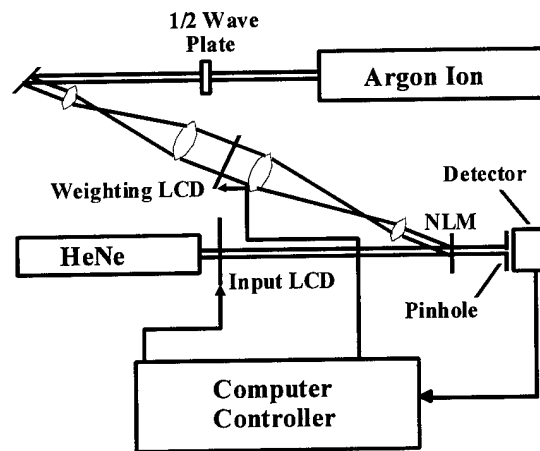 1/2 Wave
Plate
Argon Ion
Weighting LCD
Detector
NLM
HeNe
Input LCD
Pinhole
Computer
Controller